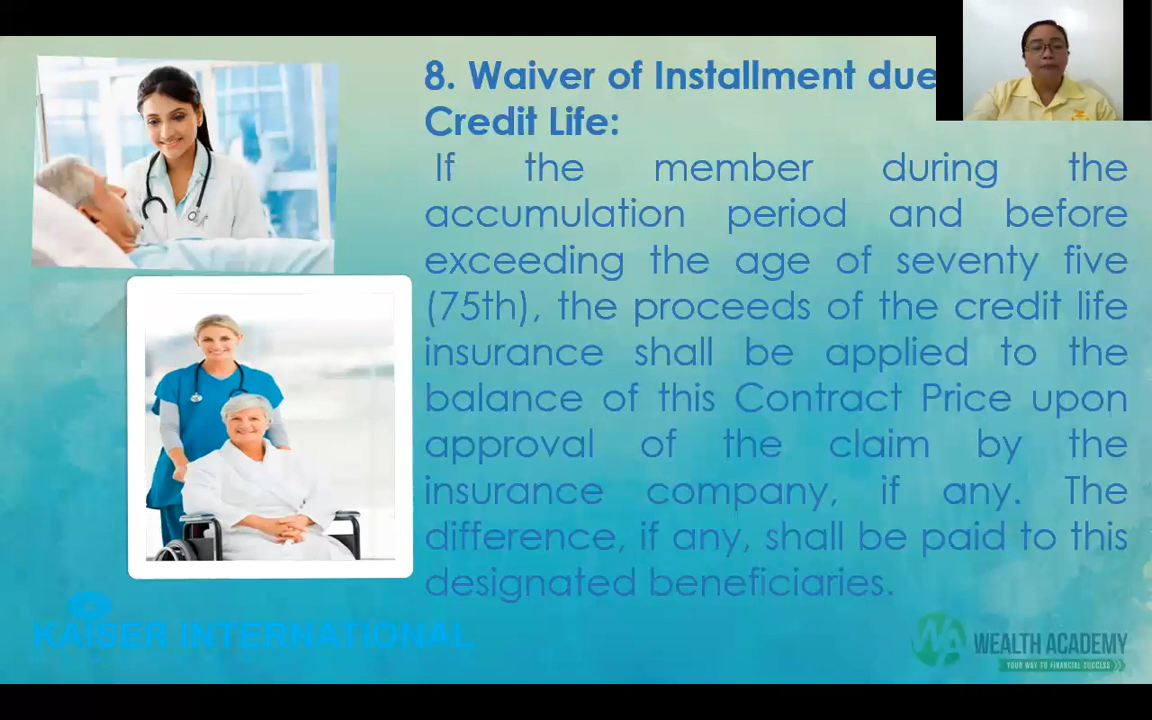 8. Waiver of Installment due
Credit Life:
If the member during the
accumulation period and before
exceeding the age of seventy five
(75th), the proceeds of the credit life
insurance shall be applied to the
balance of this Contract Price upon
approval of the claim by the
insurance company, if any. The
difference, if any, shall be paid to this
designated beneficiaries.
KAISER INTERNATIONAL
WA WEALTH ACADEMY
YOUR WAY TO FINANCIAL SUCCESS